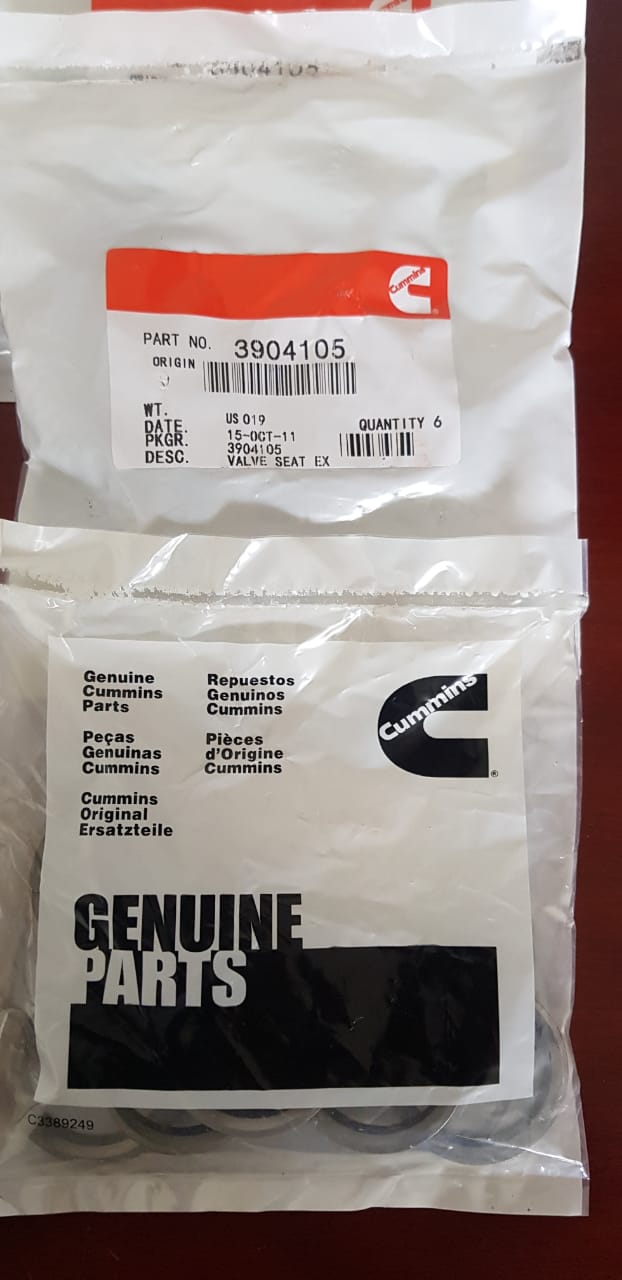 3904105
Cummins
PART NO. 3904105
ORIGIN
WT. US 019
DATE. 15-OCT-11
PKGR. 3904105
DESC. VALVE SEAT EX
QUANTITY 6
Genuine
Cummins
Parts
Repuestos
Genuinos
Cummins
Peças
Genuinas
Cummins
Pièces
d'Origine
Cummins
Cummins
Original
Ersatzteile
Cummins
®
GENUINE
PARTS
C3389249